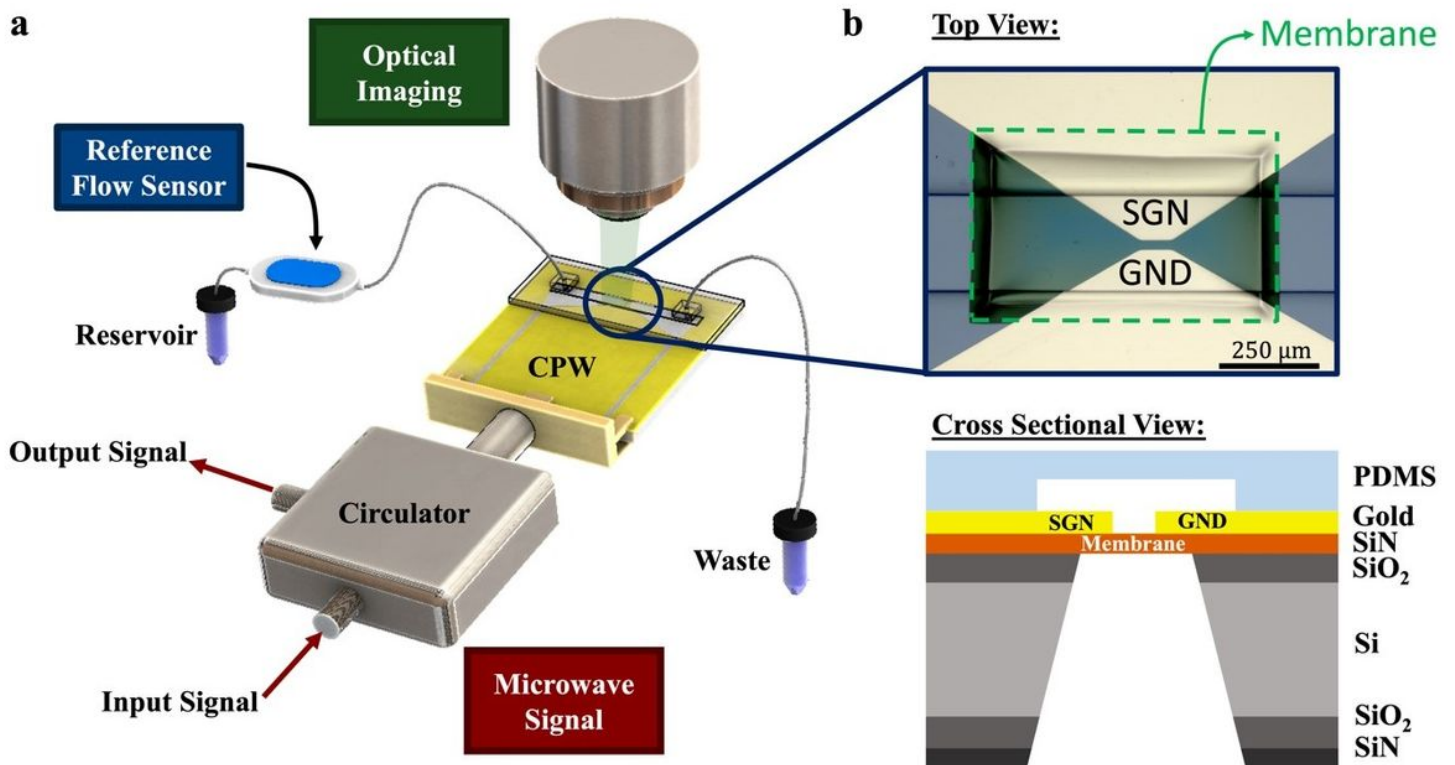 a
Optical
Imaging
Reference
Flow Sensor
Reservoir
CPW
Output Signal
Circulator
Waste
Input Signal
Microwave
Signal
b
Top View:
Membrane
SGN
GND
250 µm
Cross Sectional View:
PDMS
SGN
GND
Gold
Membrane
SiN
SiO₂
Si
SiO₂
SiN